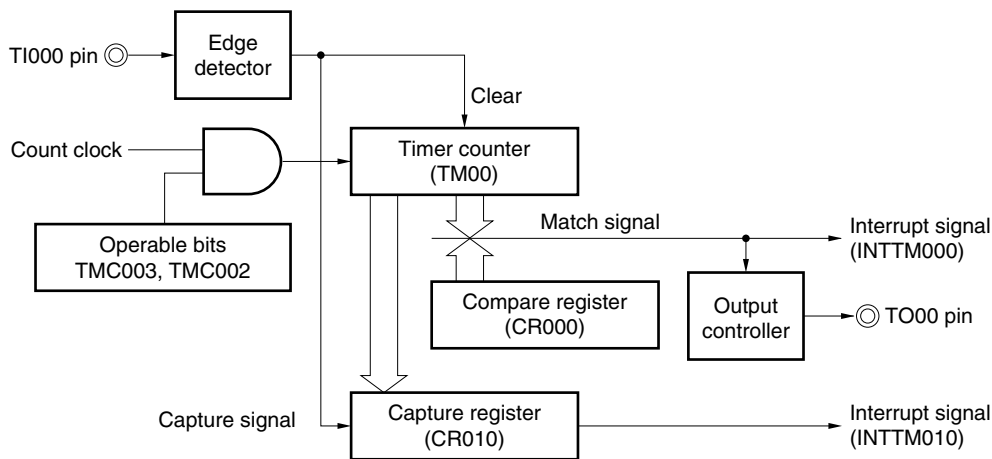 TI000 pin
Edge
detector
Clear
Count clock
Timer counter
(TM00)
Operable bits
TMC003, TMC002
Match signal
Interrupt signal
(INTTM000)
Compare register
(CR000)
Output
controller
TO00 pin
Capture signal
Capture register
(CR010)
Interrupt signal
(INTTM010)